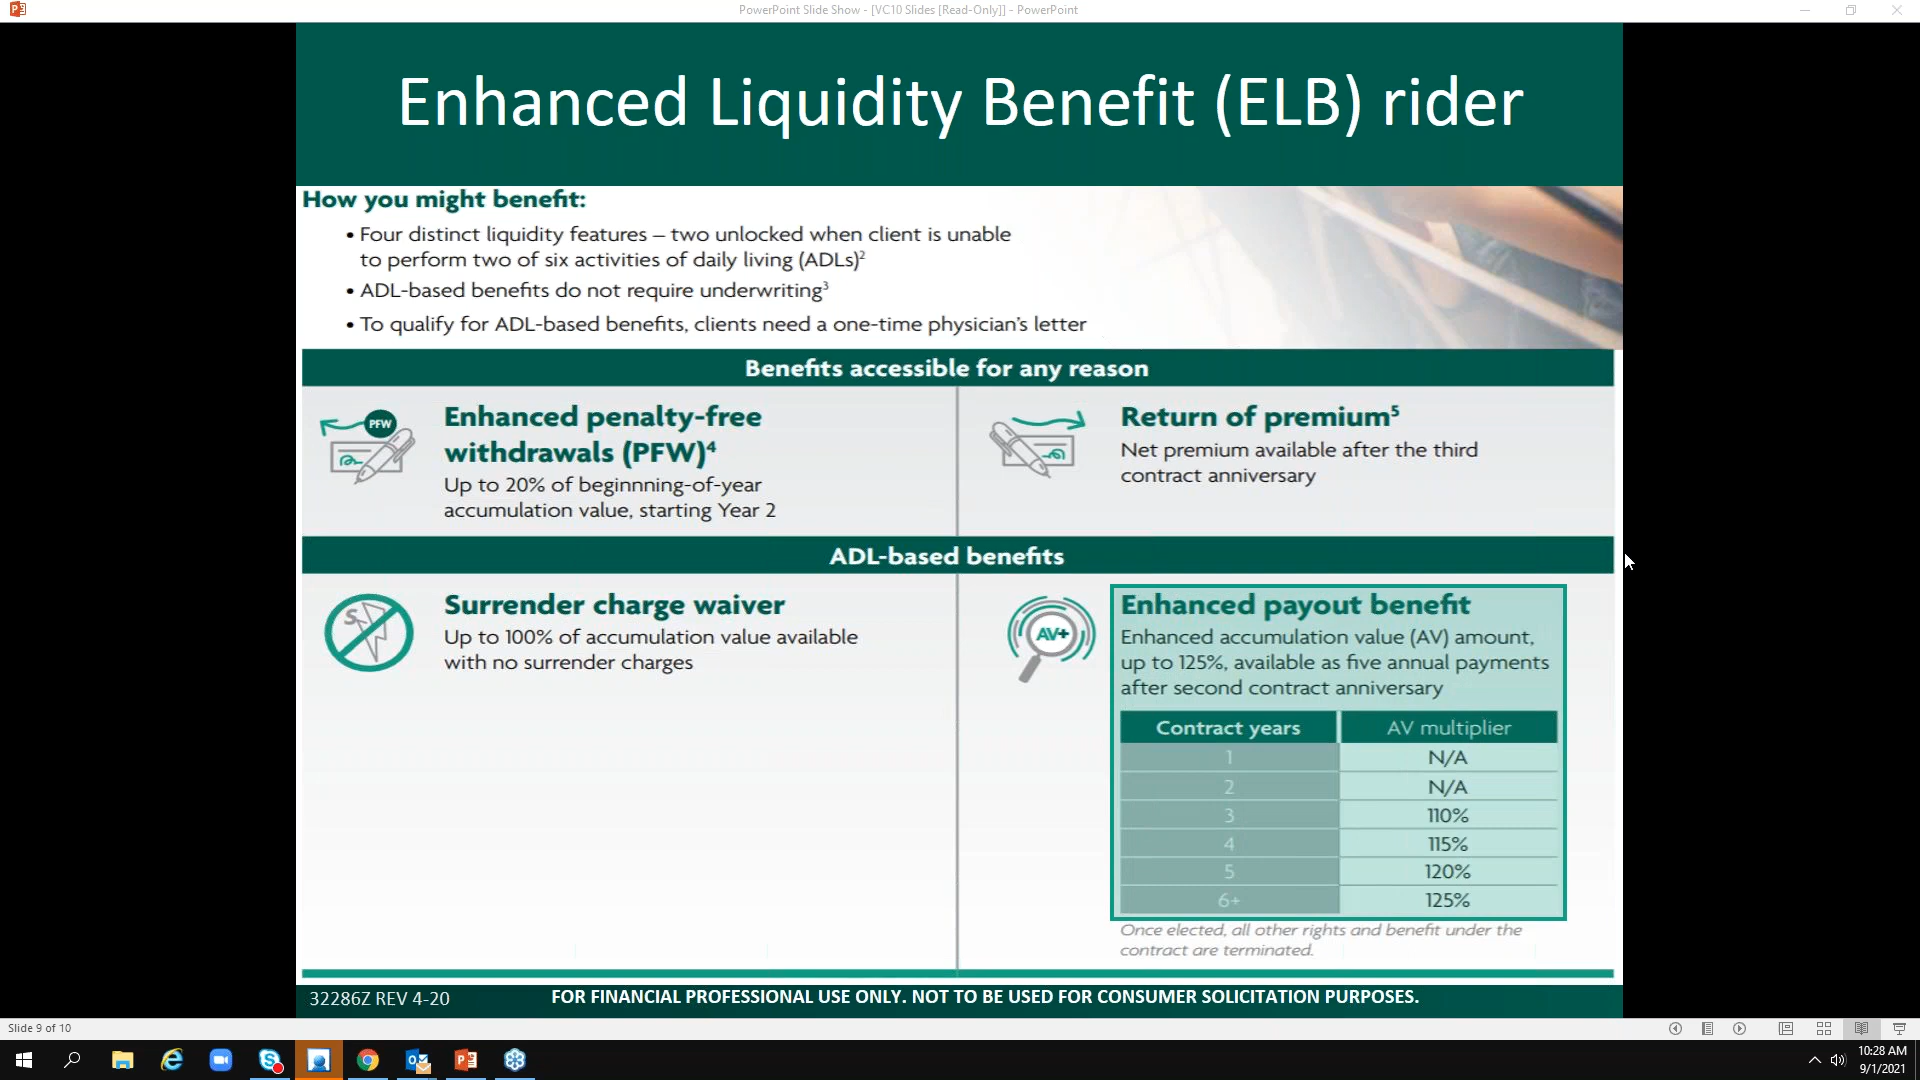 PowerPoint Slide Show - [VC10 Slides [Read-Only]] - PowerPoint
Enhanced Liquidity Benefit (ELB) rider
How you might benefit:
• Four distinct liquidity features – two unlocked when client is unable
to perform two of six activities of daily living (ADLs)²
• ADL-based benefits do not require underwriting³
• To qualify for ADL-based benefits, clients need a one-time physician's letter
Benefits accessible for any reason
PFW
Enhanced penalty-free
withdrawals (PFW)⁴
Up to 20% of beginnning-of-year
accumulation value, starting Year 2
Return of premium⁵
Net premium available after the third
contract anniversary
ADL-based benefits
S
Surrender charge waiver
Up to 100% of accumulation value available
with no surrender charges
AV+
Enhanced payout benefit
Enhanced accumulation value (AV) amount,
up to 125%, available as five annual payments
after second contract anniversary
Contract years AV multiplier
1 N/A
2 N/A
3 110%
4 115%
5 120%
6+ 125%
Once elected, all other rights and benefit under the
contract are terminated.
32286Z REV 4-20 FOR FINANCIAL PROFESSIONAL USE ONLY. NOT TO BE USED FOR CONSUMER SOLICITATION PURPOSES.
Slide 9 of 10
10:28 AM
9/1/2021